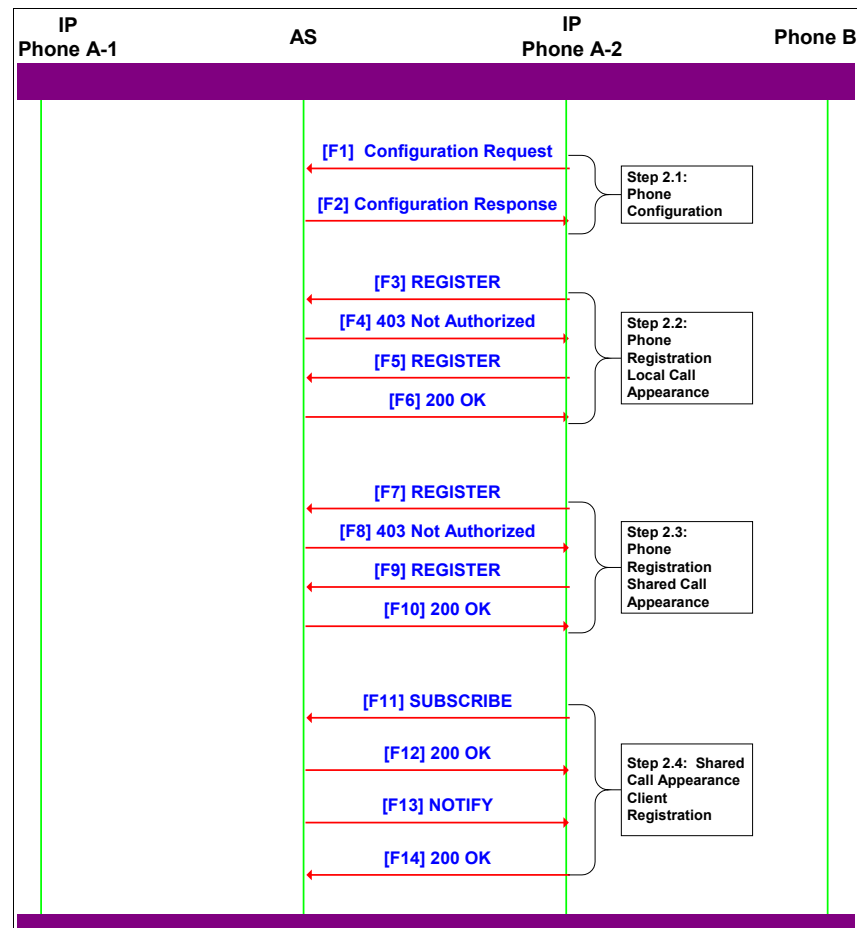 IP
Phone A-1
AS
IP
Phone A-2
Phone B
[F1] Configuration Request
Step 2.1:
Phone
Configuration
[F2] Configuration Response
[F3] REGISTER
[F4] 403 Not Authorized
Step 2.2:
Phone
Registration
Local Call
Appearance
[F5] REGISTER
[F6] 200 OK
[F7] REGISTER
[F8] 403 Not Authorized
Step 2.3:
Phone
Registration
Shared Call
Appearance
[F9] REGISTER
[F10] 200 OK
[F11] SUBSCRIBE
[F12] 200 OK
Step 2.4: Shared
Call Appearance
Client
Registration
[F13] NOTIFY
[F14] 200 OK